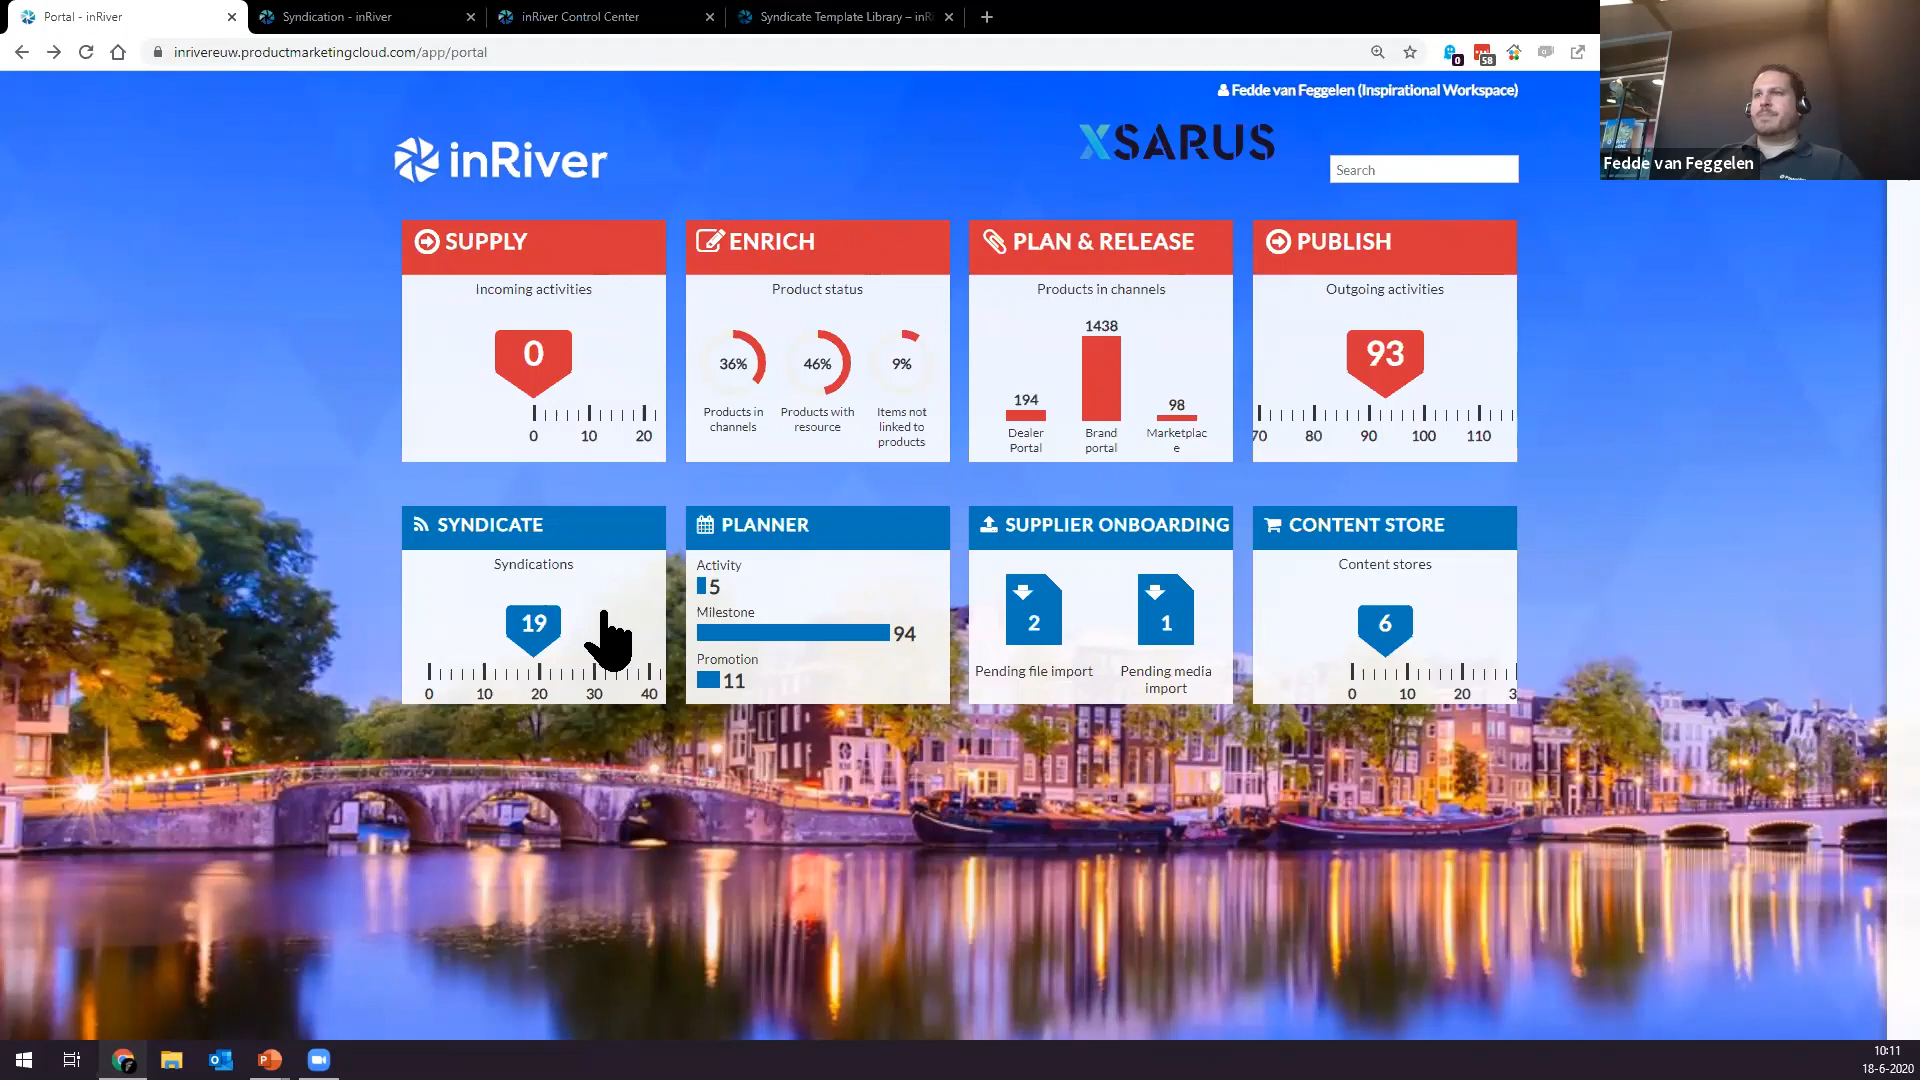 Portal - inRiver
Syndication - inRiver
inRiver Control Center
Syndicate Template Library – inRi
inrivereuw.productmarketingcloud.com/app/portal
0
58
Fedde van Feggelen (Inspirational Workspace)
inRiver
XSARUS
Search
Fedde van Feggelen
SUPPLY
Incoming activities
0
0 10 20
ENRICH
Product status
36% 46% 9%
Products in channels
Products with resource
Items not linked to products
PLAN & RELEASE
Products in channels
194 1438 98
Dealer Portal
Brand portal
Marketplac
e
PUBLISH
Outgoing activities
93
70 80 90 100 110
SYNDICATE
Syndications
19
0 10 20 30 40
PLANNER
Activity
5
Milestone
94
Promotion
11
SUPPLIER ONBOARDING
2 1
Pending file import
Pending media import
CONTENT STORE
Content stores
6
0 10 20 3
10:11
18-6-2020